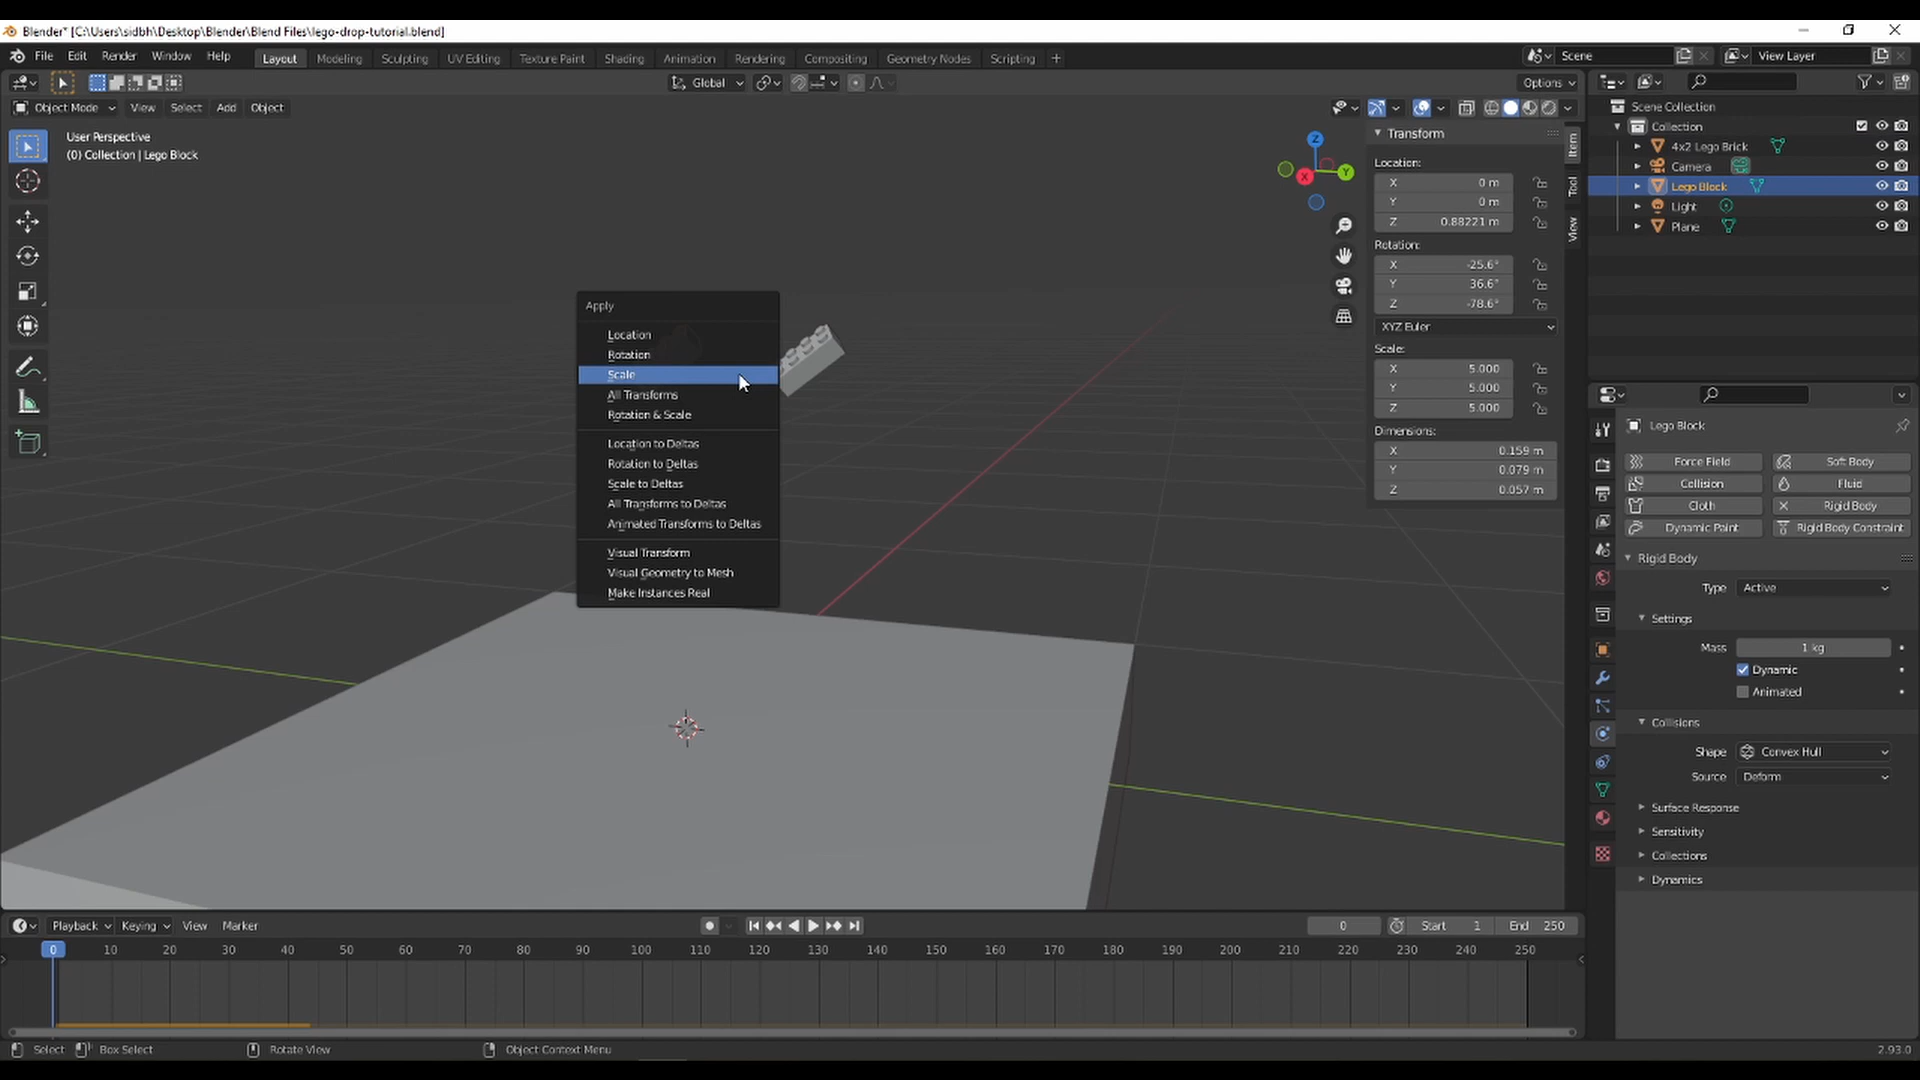 Blender* [C:\Users\sidbh\Desktop\Blender\Blend Files\lego-drop-tutorial.blend]
File Edit Render Window Help
Layout Modeling Sculpting UV Editing Texture Paint Shading Animation Rendering Compositing Geometry Nodes Scripting +
Scene
View Layer
Global
Options
Object Mode View Select Add Object
User Perspective
(0) Collection | Lego Block
Z
Y
X
Apply
Location
Rotation
Scale
All Transforms
Rotation & Scale
Location to Deltas
Rotation to Deltas
Scale to Deltas
All Transforms to Deltas
Animated Transforms to Deltas
Visual Transform
Visual Geometry to Mesh
Make Instances Real
Transform
Location:
X 0 m
Y 0 m
Z 0.88221 m
Rotation:
X -25.6°
Y 36.6°
Z -78.6°
XYZ Euler
Scale:
X 5.000
Y 5.000
Z 5.000
Dimensions:
X 0.159 m
Y 0.079 m
Z 0.057 m
Item
Tool
View
Scene Collection
Collection
4x2 Lego Brick
Camera
Lego Block
Light
Plane
Lego Block
Force Field Soft Body
Collision Fluid
Cloth Rigid Body
Dynamic Paint Rigid Body Constraint
Rigid Body
Type Active
Settings
Mass 1 kg
Dynamic
Animated
Collisions
Shape Convex Hull
Source Deform
Surface Response
Sensitivity
Collections
Dynamics
Playback Keying View Marker
0 Start 1 End 250
0 10 20 30 40 50 60 70 80 90 100 110 120 130 140 150 160 170 180 190 200 210 220 230 240 250
Select Box Select Rotate View Object Context Menu
2.93.0